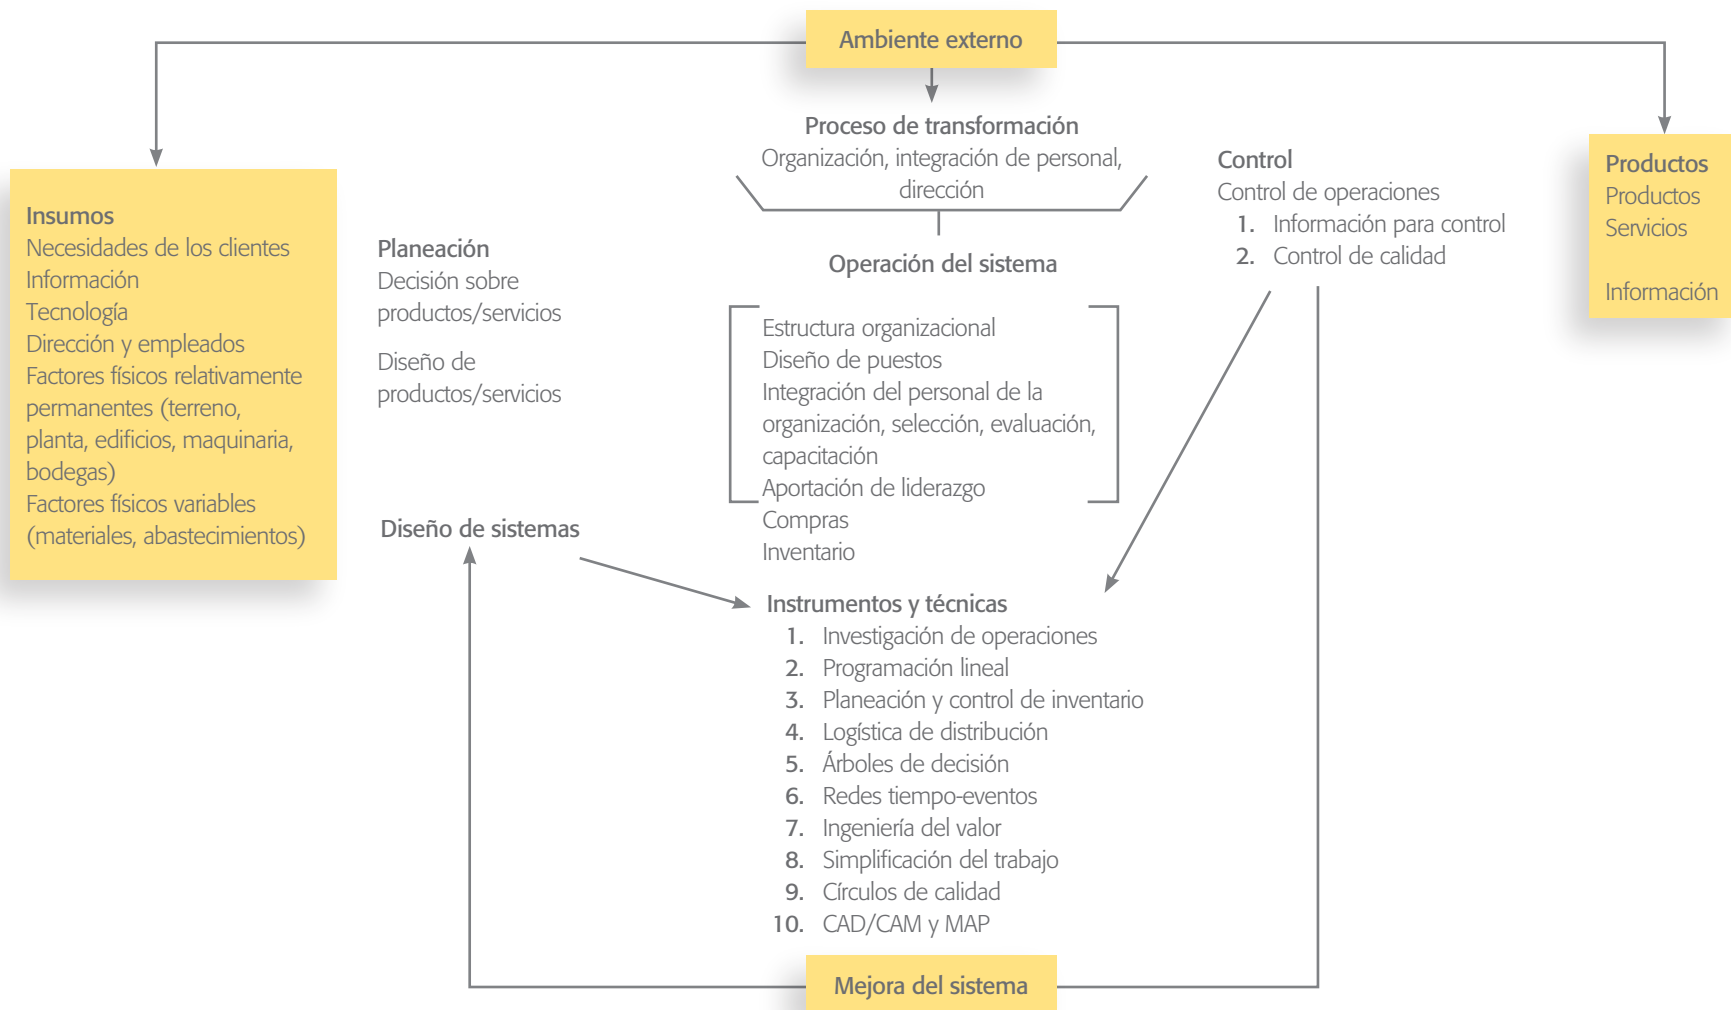 Ambiente externo
Insumos
Necesidades de los clientes
Información
Tecnología
Dirección y empleados
Factores físicos relativamente
permanentes (terreno,
planta, edificios, maquinaria,
bodegas)
Factores físicos variables
(materiales, abastecimientos)
Planeación
Decisión sobre
productos/servicios
Diseño de
productos/servicios
Diseño de sistemas
Proceso de transformación
Organización, integración de personal,
dirección
Operación del sistema
Estructura organizacional
Diseño de puestos
Integración del personal de la
organización, selección, evaluación,
capacitación
Aportación de liderazgo
Compras
Inventario
Instrumentos y técnicas
1. Investigación de operaciones
2. Programación lineal
3. Planeación y control de inventario
4. Logística de distribución
5. Árboles de decisión
6. Redes tiempo-eventos
7. Ingeniería del valor
8. Simplificación del trabajo
9. Círculos de calidad
10. CAD/CAM y MAP
Control
Control de operaciones
1. Información para control
2. Control de calidad
Productos
Productos
Servicios
Información
Mejora del sistema